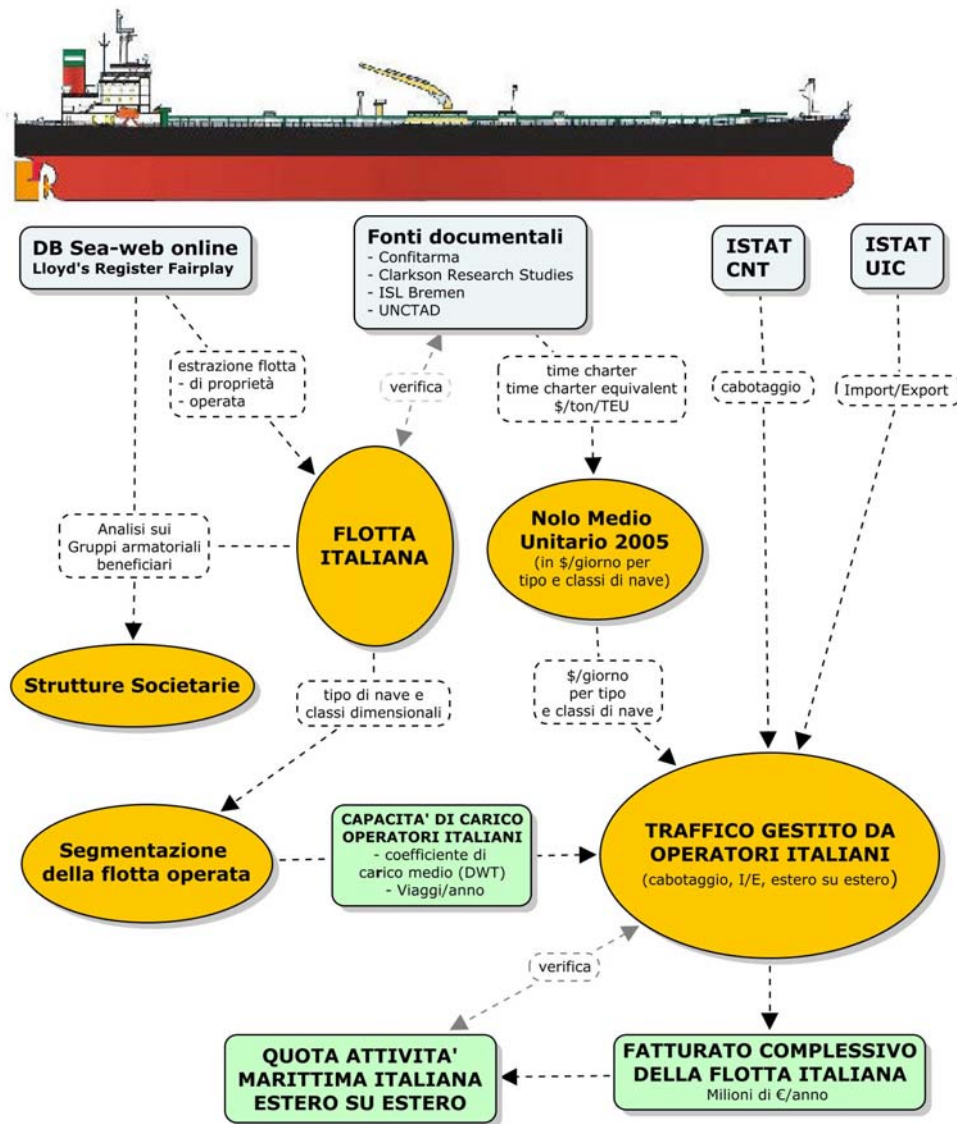 DB Sea-web online
Lloyd's Register Fairplay
Fonti documentali
- Confitarma
- Clarkson Research Studies
- ISL Bremen
- UNCTAD
ISTAT
CNT
ISTAT
UIC
estrazione flotta
- di proprietà
- operata
verifica
time charter
time charter equivalent
$/ton/TEU
cabotaggio
Import/Export
Analisi sui
Gruppi armatoriali
beneficiari
FLOTTA
ITALIANA
Nolo Medio
Unitario 2005
(in $/giorno per
tipo e classi di nave)
Strutture Societarie
tipo di nave e
classi dimensionali
$/giorno
per tipo
e classi di nave
Segmentazione
della flotta operata
CAPACITA' DI CARICO
OPERATORI ITALIANI
- coefficiente di
carico medio (DWT)
- Viaggi/anno
TRAFFICO GESTITO DA
OPERATORI ITALIANI
(cabotaggio, I/E, estero su estero)
verifica
QUOTA ATTIVITA'
MARITTIMA ITALIANA
ESTERO SU ESTERO
FATTURATO COMPLESSIVO
DELLA FLOTTA ITALIANA
Milioni di €/anno